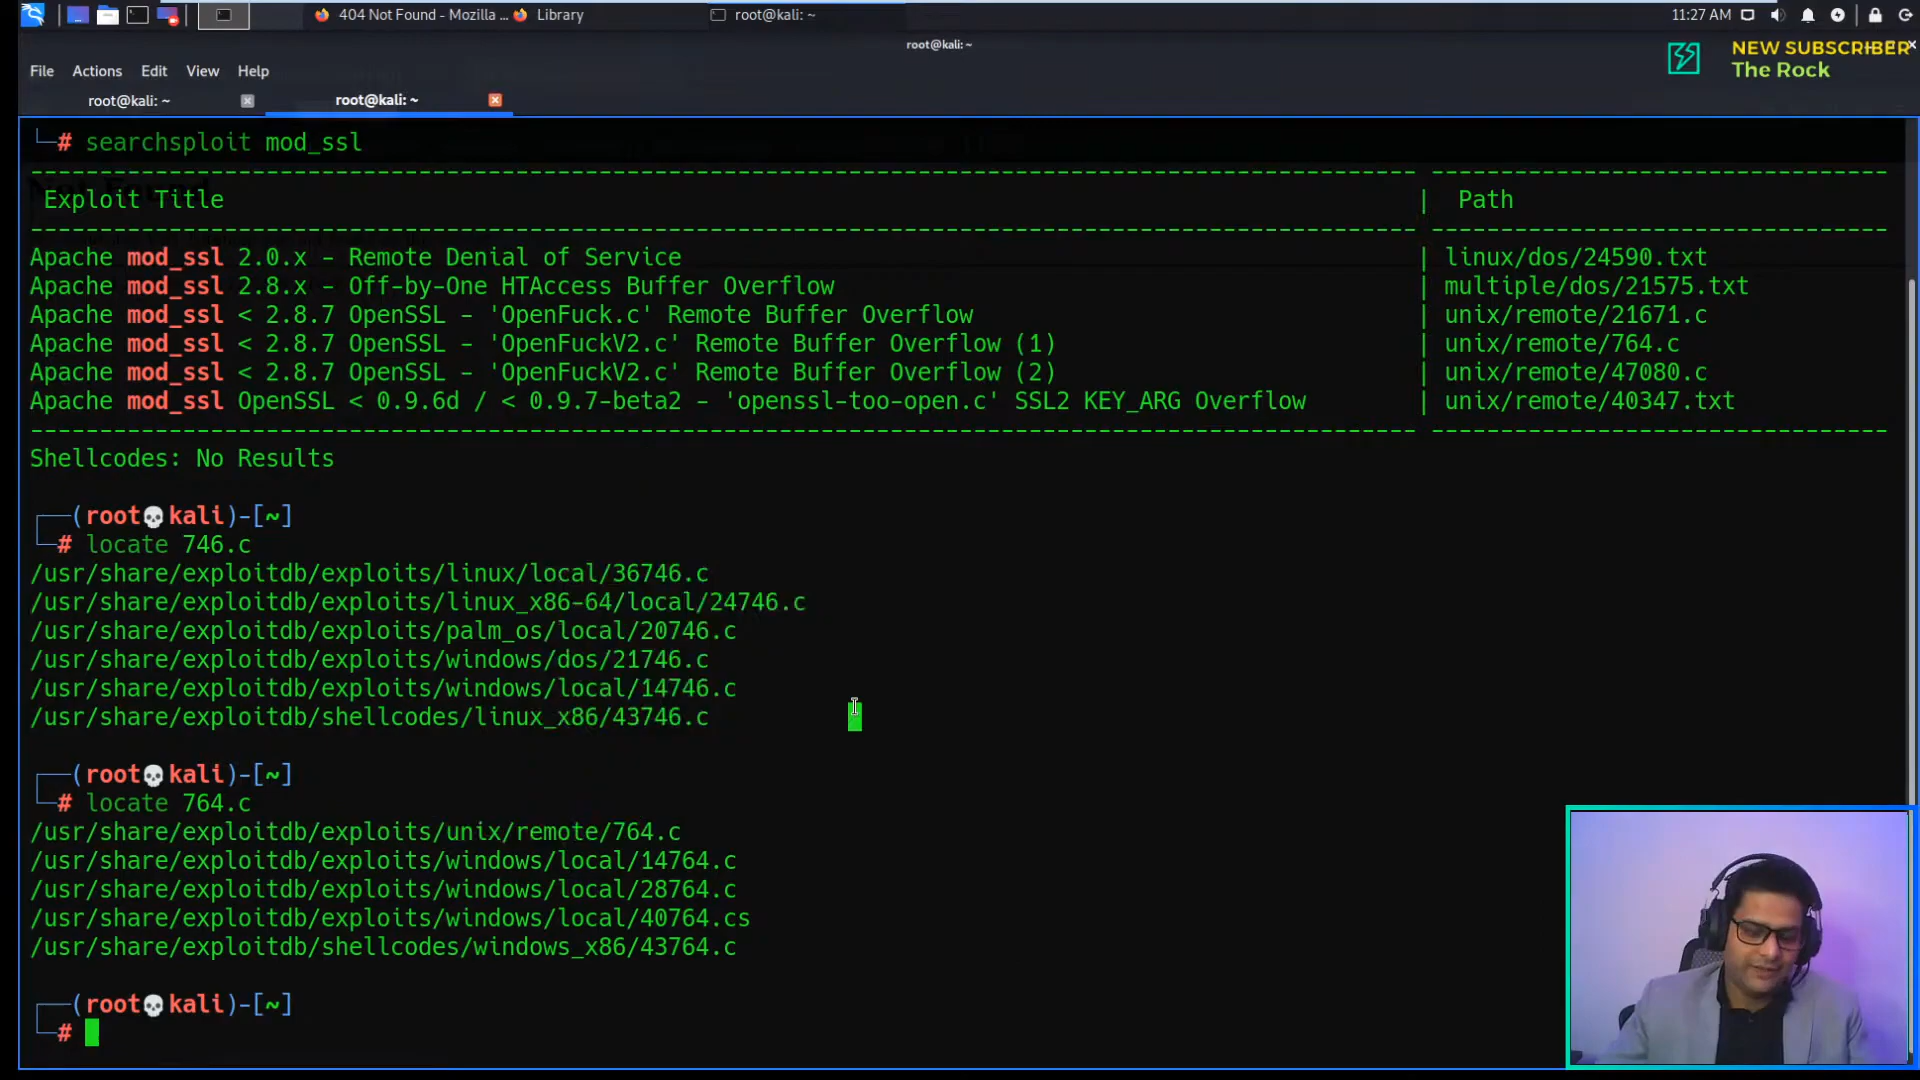 404 Not Found - Mozilla ...
Library
root@kali: ~
11:27 AM
root@kali: ~
NEW SUBSCRIBER
The Rock
File Actions Edit View Help
root@kali: ~
root@kali: ~
└─# searchsploit mod_ssl
Exploit Title | Path
Apache mod_ssl 2.0.x - Remote Denial of Service | linux/dos/24590.txt
Apache mod_ssl 2.8.x - Off-by-One HTAccess Buffer Overflow | multiple/dos/21575.txt
Apache mod_ssl < 2.8.7 OpenSSL - 'OpenFuck.c' Remote Buffer Overflow | unix/remote/21671.c
Apache mod_ssl < 2.8.7 OpenSSL - 'OpenFuckV2.c' Remote Buffer Overflow (1) | unix/remote/764.c
Apache mod_ssl < 2.8.7 OpenSSL - 'OpenFuckV2.c' Remote Buffer Overflow (2) | unix/remote/47080.c
Apache mod_ssl OpenSSL < 0.9.6d / < 0.9.7-beta2 - 'openssl-too-open.c' SSL2 KEY_ARG Overflow | unix/remote/40347.txt
Shellcodes: No Results
┌──(root💀kali)-[~]
└─# locate 746.c
/usr/share/exploitdb/exploits/linux/local/36746.c
/usr/share/exploitdb/exploits/linux_x86-64/local/24746.c
/usr/share/exploitdb/exploits/palm_os/local/20746.c
/usr/share/exploitdb/exploits/windows/dos/21746.c
/usr/share/exploitdb/exploits/windows/local/14746.c
/usr/share/exploitdb/shellcodes/linux_x86/43746.c
┌──(root💀kali)-[~]
└─# locate 764.c
/usr/share/exploitdb/exploits/unix/remote/764.c
/usr/share/exploitdb/exploits/windows/local/14764.c
/usr/share/exploitdb/exploits/windows/local/28764.c
/usr/share/exploitdb/exploits/windows/local/40764.cs
/usr/share/exploitdb/shellcodes/windows_x86/43764.c
┌──(root💀kali)-[~]
└─#